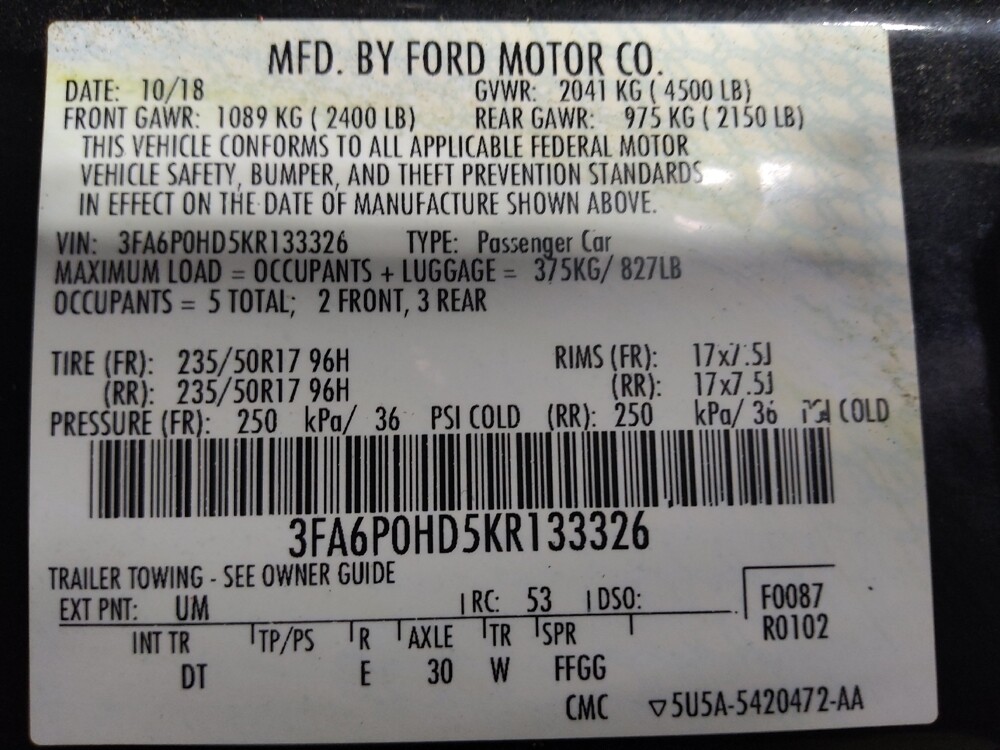 MFD. BY FORD MOTOR CO.
DATE: 10/18 GVWR: 2041 KG ( 4500 LB)
FRONT GAWR: 1089 KG ( 2400 LB) REAR GAWR: 975 KG ( 2150 LB)
THIS VEHICLE CONFORMS TO ALL APPLICABLE FEDERAL MOTOR
VEHICLE SAFETY, BUMPER, AND THEFT PREVENTION STANDARDS
IN EFFECT ON THE DATE OF MANUFACTURE SHOWN ABOVE.
VIN: 3FA6P0HD5KR133326 TYPE: Passenger Car
MAXIMUM LOAD = OCCUPANTS + LUGGAGE = 375KG/ 827LB
OCCUPANTS = 5 TOTAL; 2 FRONT, 3 REAR
TIRE (FR): 235/50R17 96H RIMS (FR): 17x7.5J
(RR): 235/50R17 96H (RR): 17x7.5J
PRESSURE (FR): 250 kPa/ 36 PSI COLD (RR): 250 kPa/ 36 PSI COLD
3FA6P0HD5KR133326
TRAILER TOWING - SEE OWNER GUIDE
EXT PNT: UM RC: 53 DSO: F0087
R0102
INT TR TP/PS R AXLE TR SPR
DT E 30 W FFGG
CMC ▽5U5A-5420472-AA